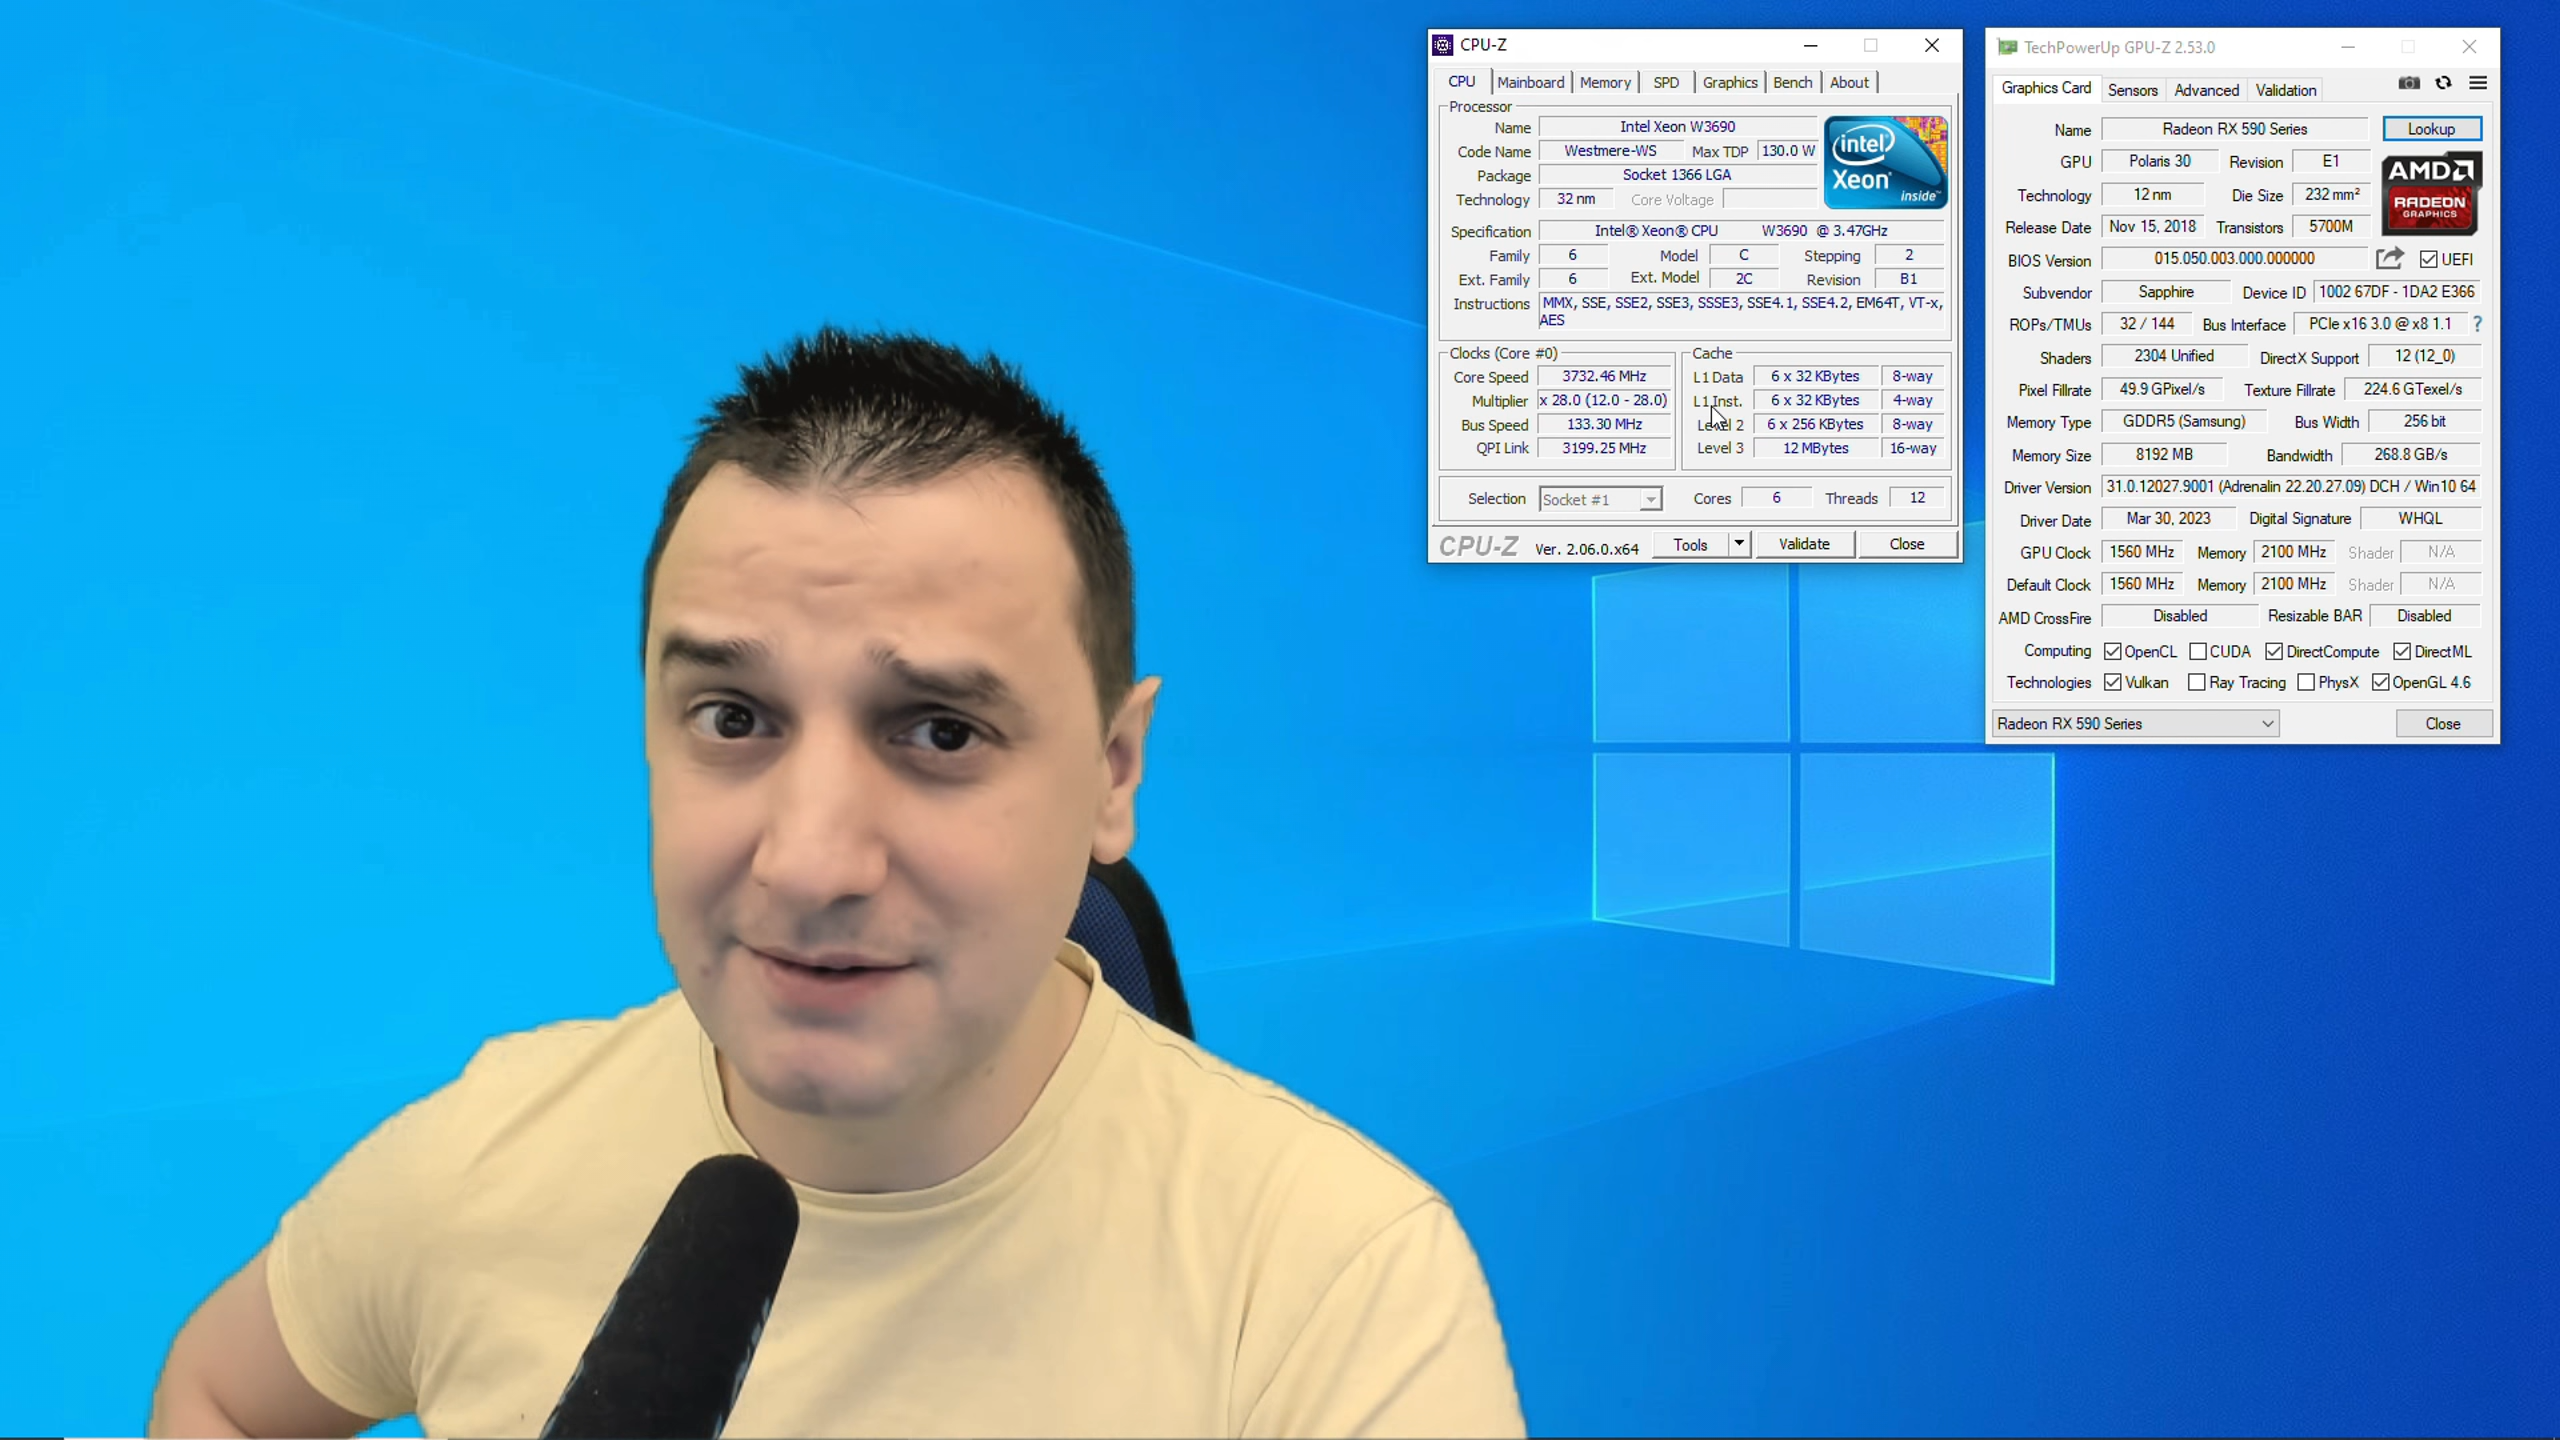 CPU-Z
CPU Mainboard Memory SPD Graphics Bench About
Processor
Name Intel Xeon W3690
Code Name Westmere-WS Max TDP 130.0 W
Package Socket 1366 LGA
Technology 32 nm Core Voltage
intel Xeon inside™
Specification Intel® Xeon® CPU W3690 @ 3.47GHz
Family 6 Model C Stepping 2
Ext. Family 6 Ext. Model 2C Revision B1
Instructions MMX, SSE, SSE2, SSE3, SSSE3, SSE4.1, SSE4.2, EM64T, VT-x,
AES
Clocks (Core #0)
Core Speed 3732.46 MHz
Multiplier x 28.0 (12.0 - 28.0)
Bus Speed 133.30 MHz
QPI Link 3199.25 MHz
Cache
L1 Data 6 x 32 KBytes 8-way
L1 Inst. 6 x 32 KBytes 4-way
Level 2 6 x 256 KBytes 8-way
Level 3 12 MBytes 16-way
Selection Socket #1 Cores 6 Threads 12
CPU-Z Ver. 2.06.0.x64 Tools Validate Close
TechPowerUp GPU-Z 2.53.0
Graphics Card Sensors Advanced Validation
Name Radeon RX 590 Series Lookup
GPU Polaris 30 Revision E1
AMD
RADEON
GRAPHICS
Technology 12 nm Die Size 232 mm²
Release Date Nov 15, 2018 Transistors 5700M
BIOS Version 015.050.003.000.000000 UEFI
Subvendor Sapphire Device ID 1002 67DF - 1DA2 E366
ROPs/TMUs 32 / 144 Bus Interface PCIe x16 3.0 @ x8 1.1 ?
Shaders 2304 Unified DirectX Support 12 (12_0)
Pixel Fillrate 49.9 GPixel/s Texture Fillrate 224.6 GTexel/s
Memory Type GDDR5 (Samsung) Bus Width 256 bit
Memory Size 8192 MB Bandwidth 268.8 GB/s
Driver Version 31.0.12027.9001 (Adrenalin 22.20.27.09) DCH / Win10 64
Driver Date Mar 30, 2023 Digital Signature WHQL
GPU Clock 1560 MHz Memory 2100 MHz Shader N/A
Default Clock 1560 MHz Memory 2100 MHz Shader N/A
AMD CrossFire Disabled Resizable BAR Disabled
Computing OpenCL CUDA DirectCompute DirectML
Technologies Vulkan Ray Tracing PhysX OpenGL 4.6
Radeon RX 590 Series Close